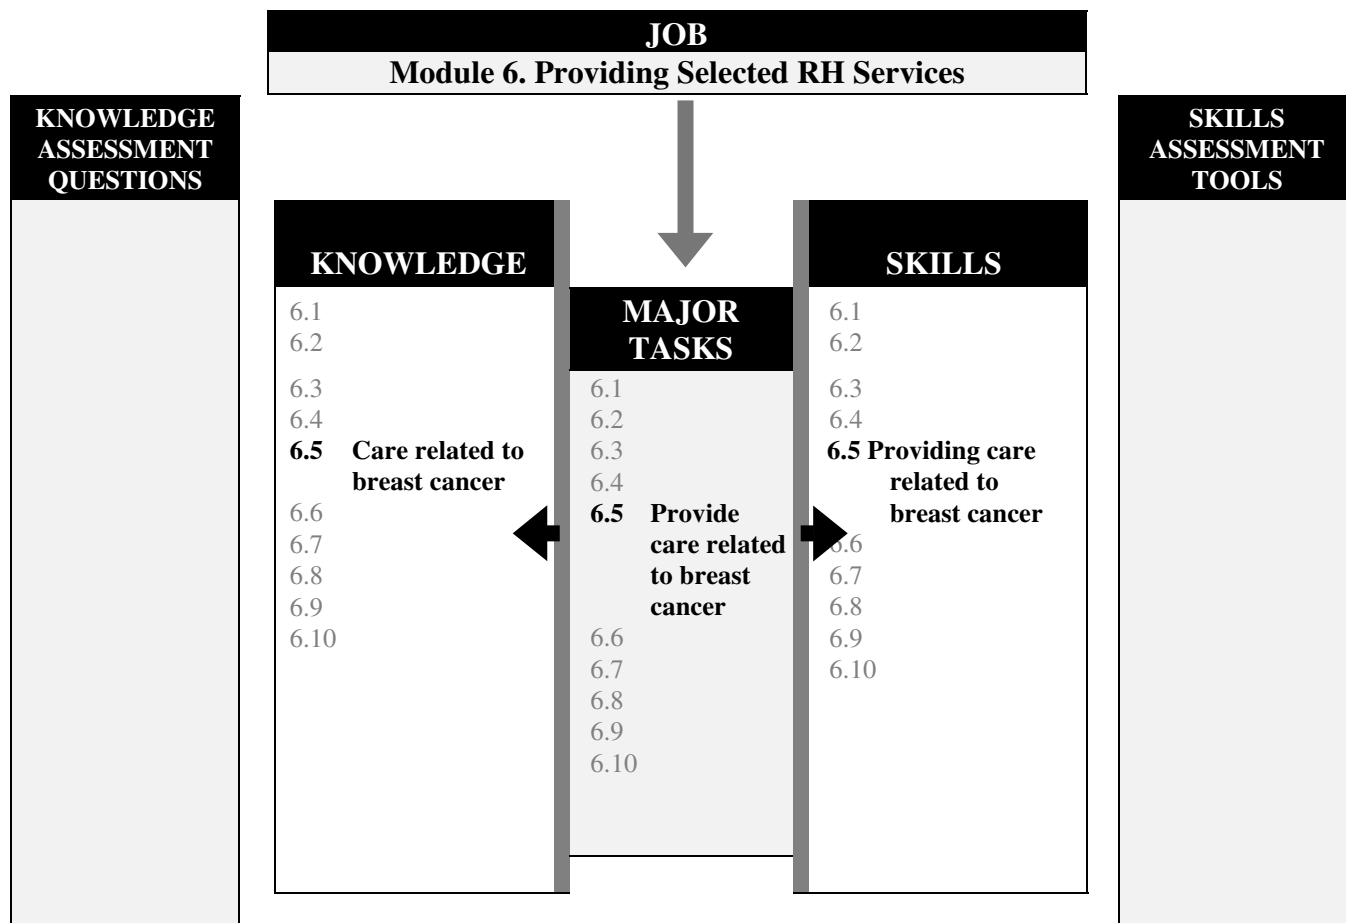 JOB
Module 6. Providing Selected RH Services
KNOWLEDGE
ASSESSMENT
QUESTIONS
SKILLS
ASSESSMENT
TOOLS
KNOWLEDGE
6.1
6.2
6.3
6.4
6.5 Care related to
breast cancer
6.6
6.7
6.8
6.9
6.10
MAJOR
TASKS
6.1
6.2
6.3
6.4
6.5 Provide
care related
to breast
cancer
6.6
6.7
6.8
6.9
6.10
SKILLS
6.1
6.2
6.3
6.4
6.5 Providing care
related to
breast cancer
6.6
6.7
6.8
6.9
6.10